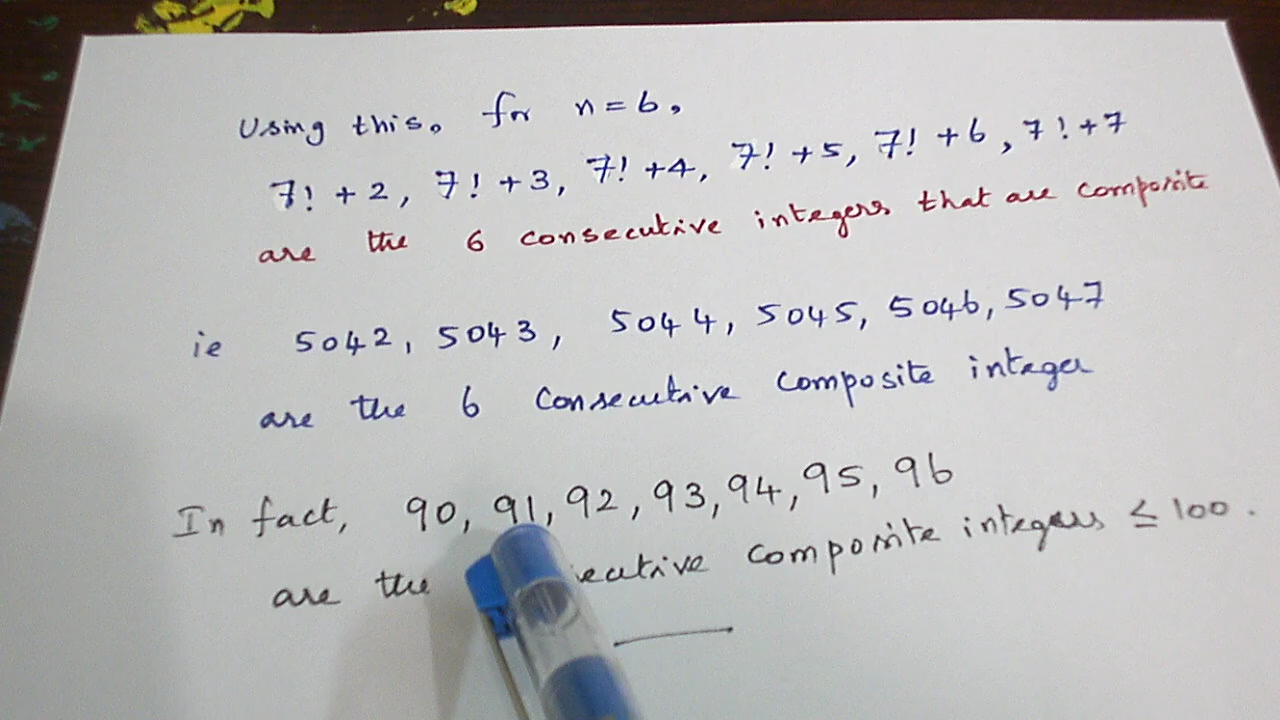 Using this. for n = 6,
7! + 2, 7! + 3, 7! + 4, 7! + 5, 7! + 6, 7! + 7
are the 6 consecutive integers that are composite
ie 5042, 5043, 5044, 5045, 5046, 5047
are the 6 consecutive composite integer
In fact, 90, 91, 92, 93, 94, 95, 96
are the composite integers ≤ 100.